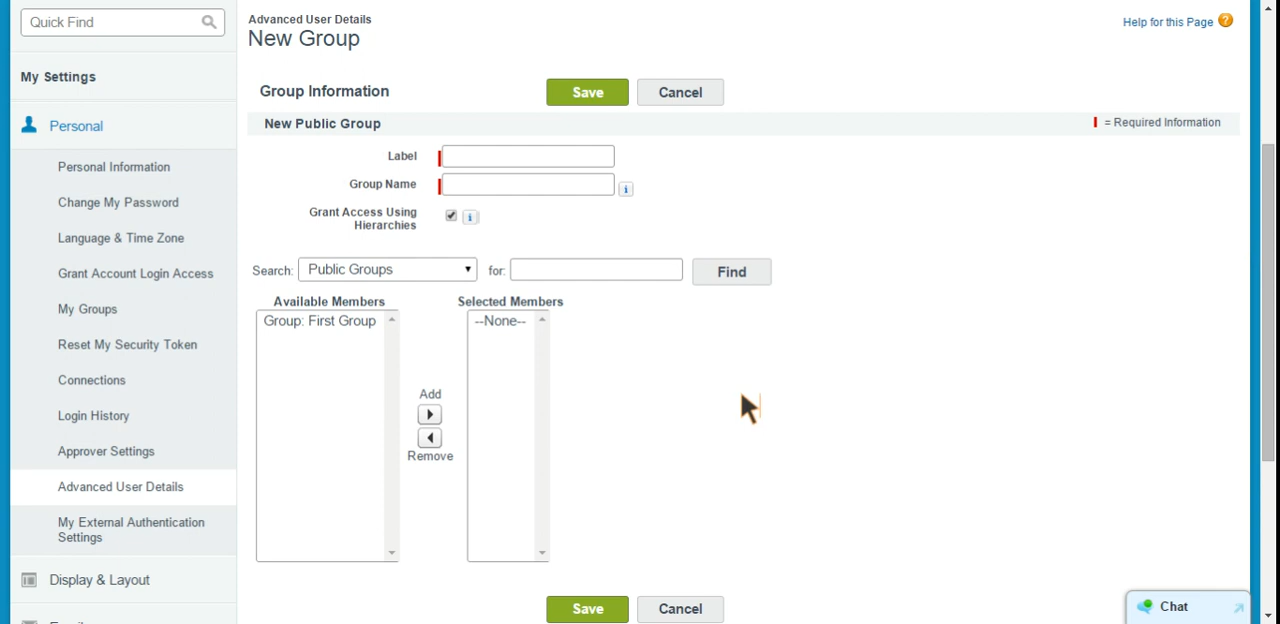 Quick Find
My Settings
Personal
Personal Information
Change My Password
Language & Time Zone
Grant Account Login Access
My Groups
Reset My Security Token
Connections
Login History
Approver Settings
Advanced User Details
My External Authentication
Settings
Display & Layout
Advanced User Details
New Group
Help for this Page ?
Group Information
Save
Cancel
New Public Group
= Required Information
Label
Group Name
i
Grant Access Using
Hierarchies
i
Search:
Public Groups
for:
Find
Available Members
Selected Members
Group: First Group
--None--
Add
Remove
Save
Cancel
Chat